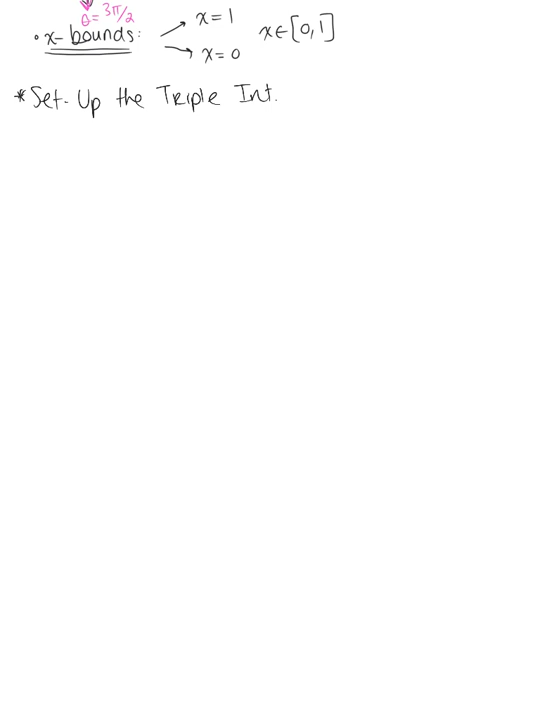 θ = 3π/2
• x- bounds: → x = 1 x ∈ [0,1]
→ x = 0
* Set-Up the Triple Int.